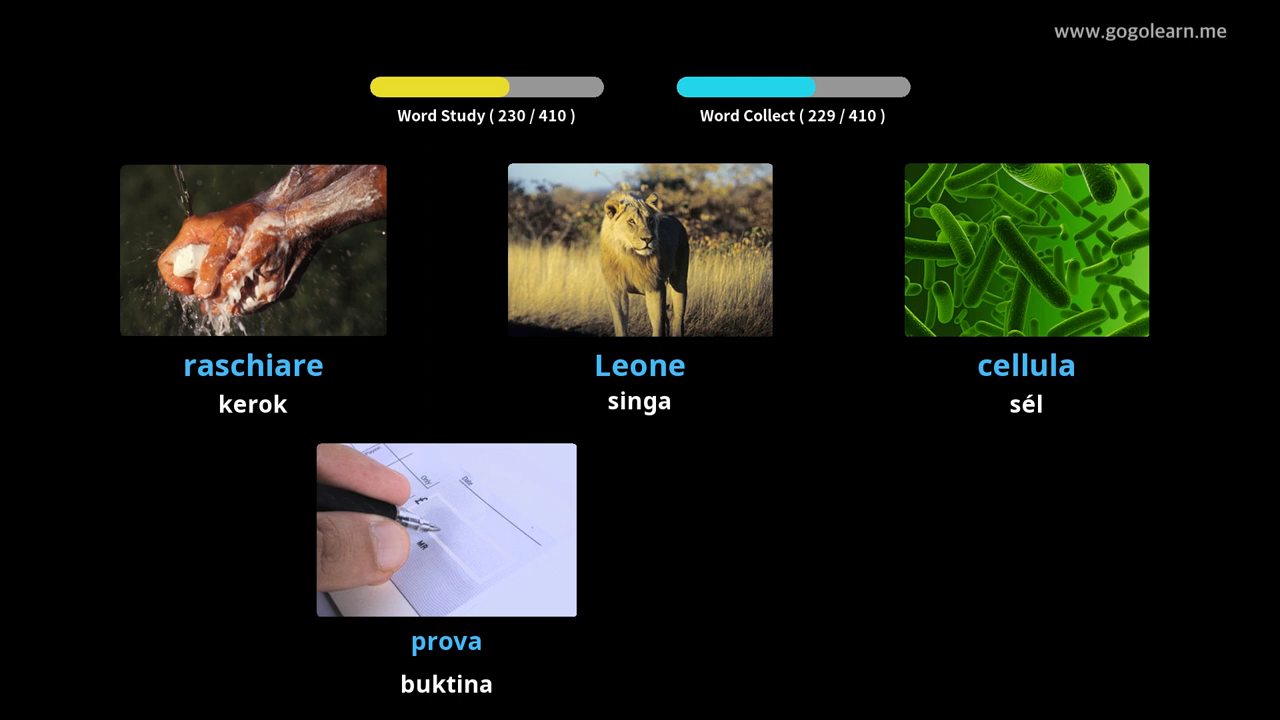 www.gogolearn.me
Word Study ( 230 / 410 )
Word Collect ( 229 / 410 )
raschiare
kerok
Leone
singa
cellula
sél
Date
£
prova
buktina